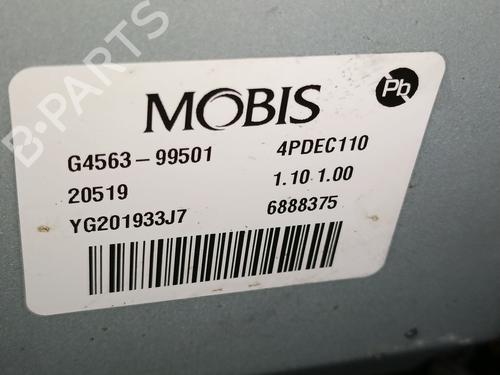 B-PARTS
MOBIS
Pb
G4563-99501 4PDEC110
20519 1.10 1.00
YG201933J7 6888375